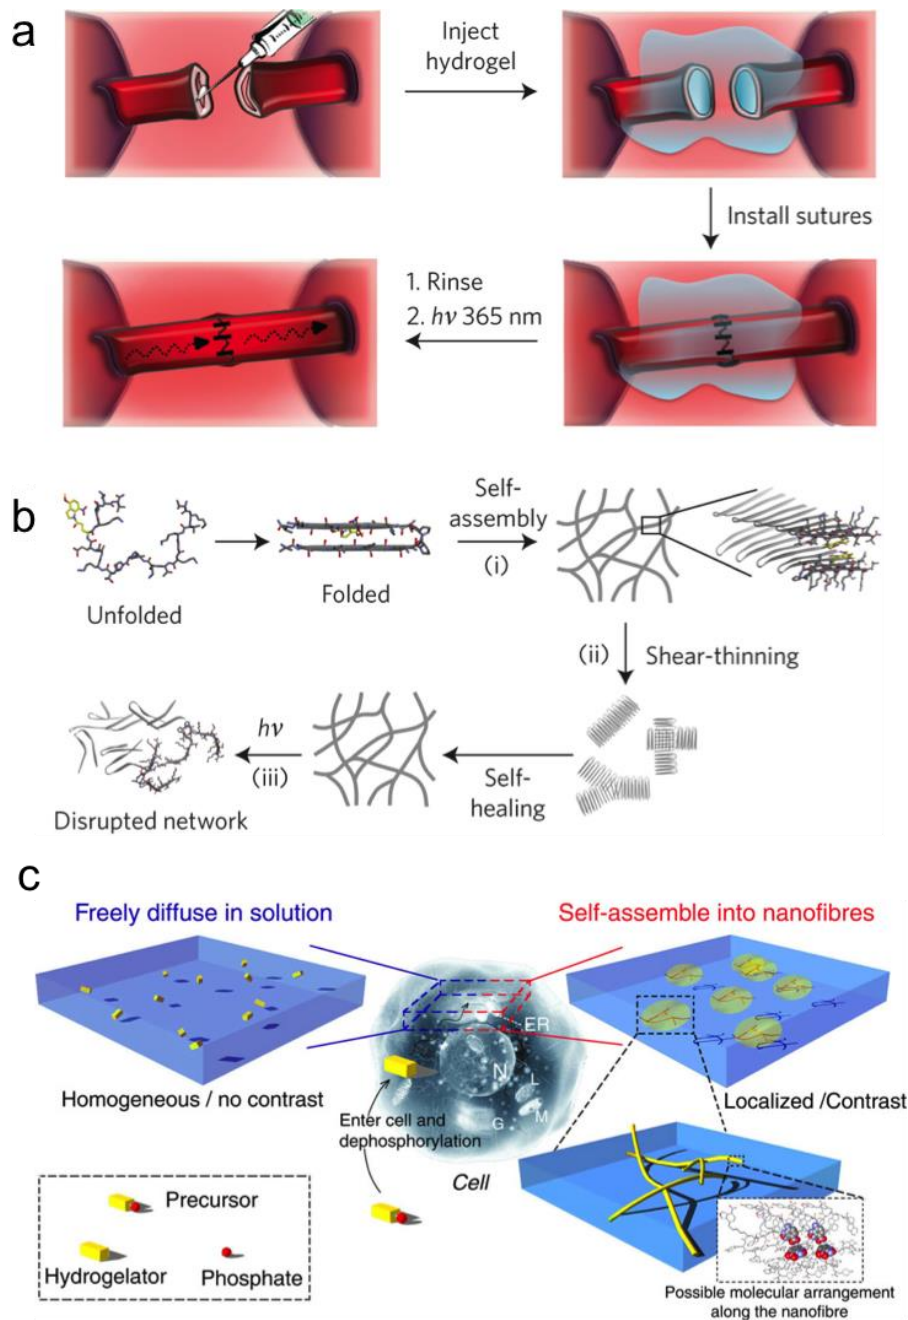 a
Inject
hydrogel
Install sutures
1. Rinse
2. hν 365 nm
b
Unfolded
Folded
Self-
assembly
(i)
(ii)
Shear-thinning
Self-
healing
hν
(iii)
Disrupted network
c
Freely diffuse in solution
Self-assemble into nanofibres
ER
N
L
M
G
Homogeneous / no contrast
Enter cell and
dephosphorylation
Localized /Contrast
Cell
Precursor
Hydrogelator
Phosphate
Possible molecular arrangement
along the nanofibre